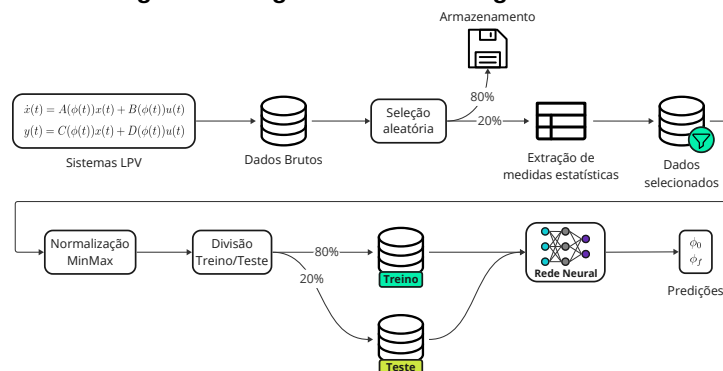 Armazenamento
80%
ẋ(t) = A(ϕ(t))x(t) + B(ϕ(t))u(t)
y(t) = C(ϕ(t))x(t) + D(ϕ(t))u(t)
Seleção
aleatória
20%
Sistemas LPV
Dados Brutos
Extração de
medidas estatísticas
Dados
selecionados
Normalização
MinMax
Divisão
Treino/Teste
80%
20%
Treino
Rede Neural
ϕ₀
ϕ_f
Predições
Teste